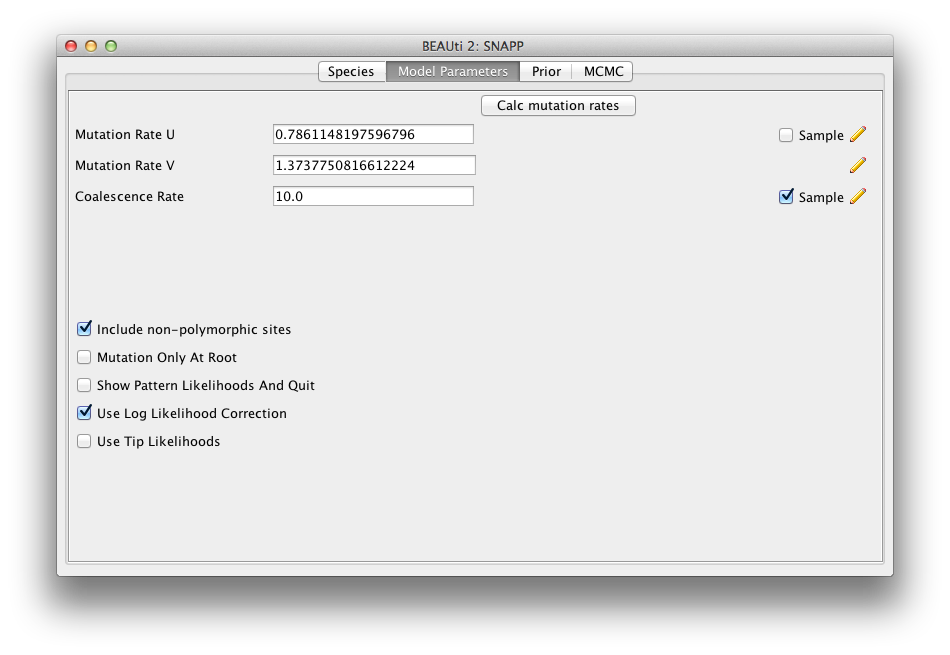 BEAUti 2: SNAPP
Species Model Parameters Prior MCMC
Calc mutation rates
Mutation Rate U 0.7861148197596796 Sample
Mutation Rate V 1.3737750816612224
Coalescence Rate 10.0 Sample
Include non-polymorphic sites
Mutation Only At Root
Show Pattern Likelihoods And Quit
Use Log Likelihood Correction
Use Tip Likelihoods